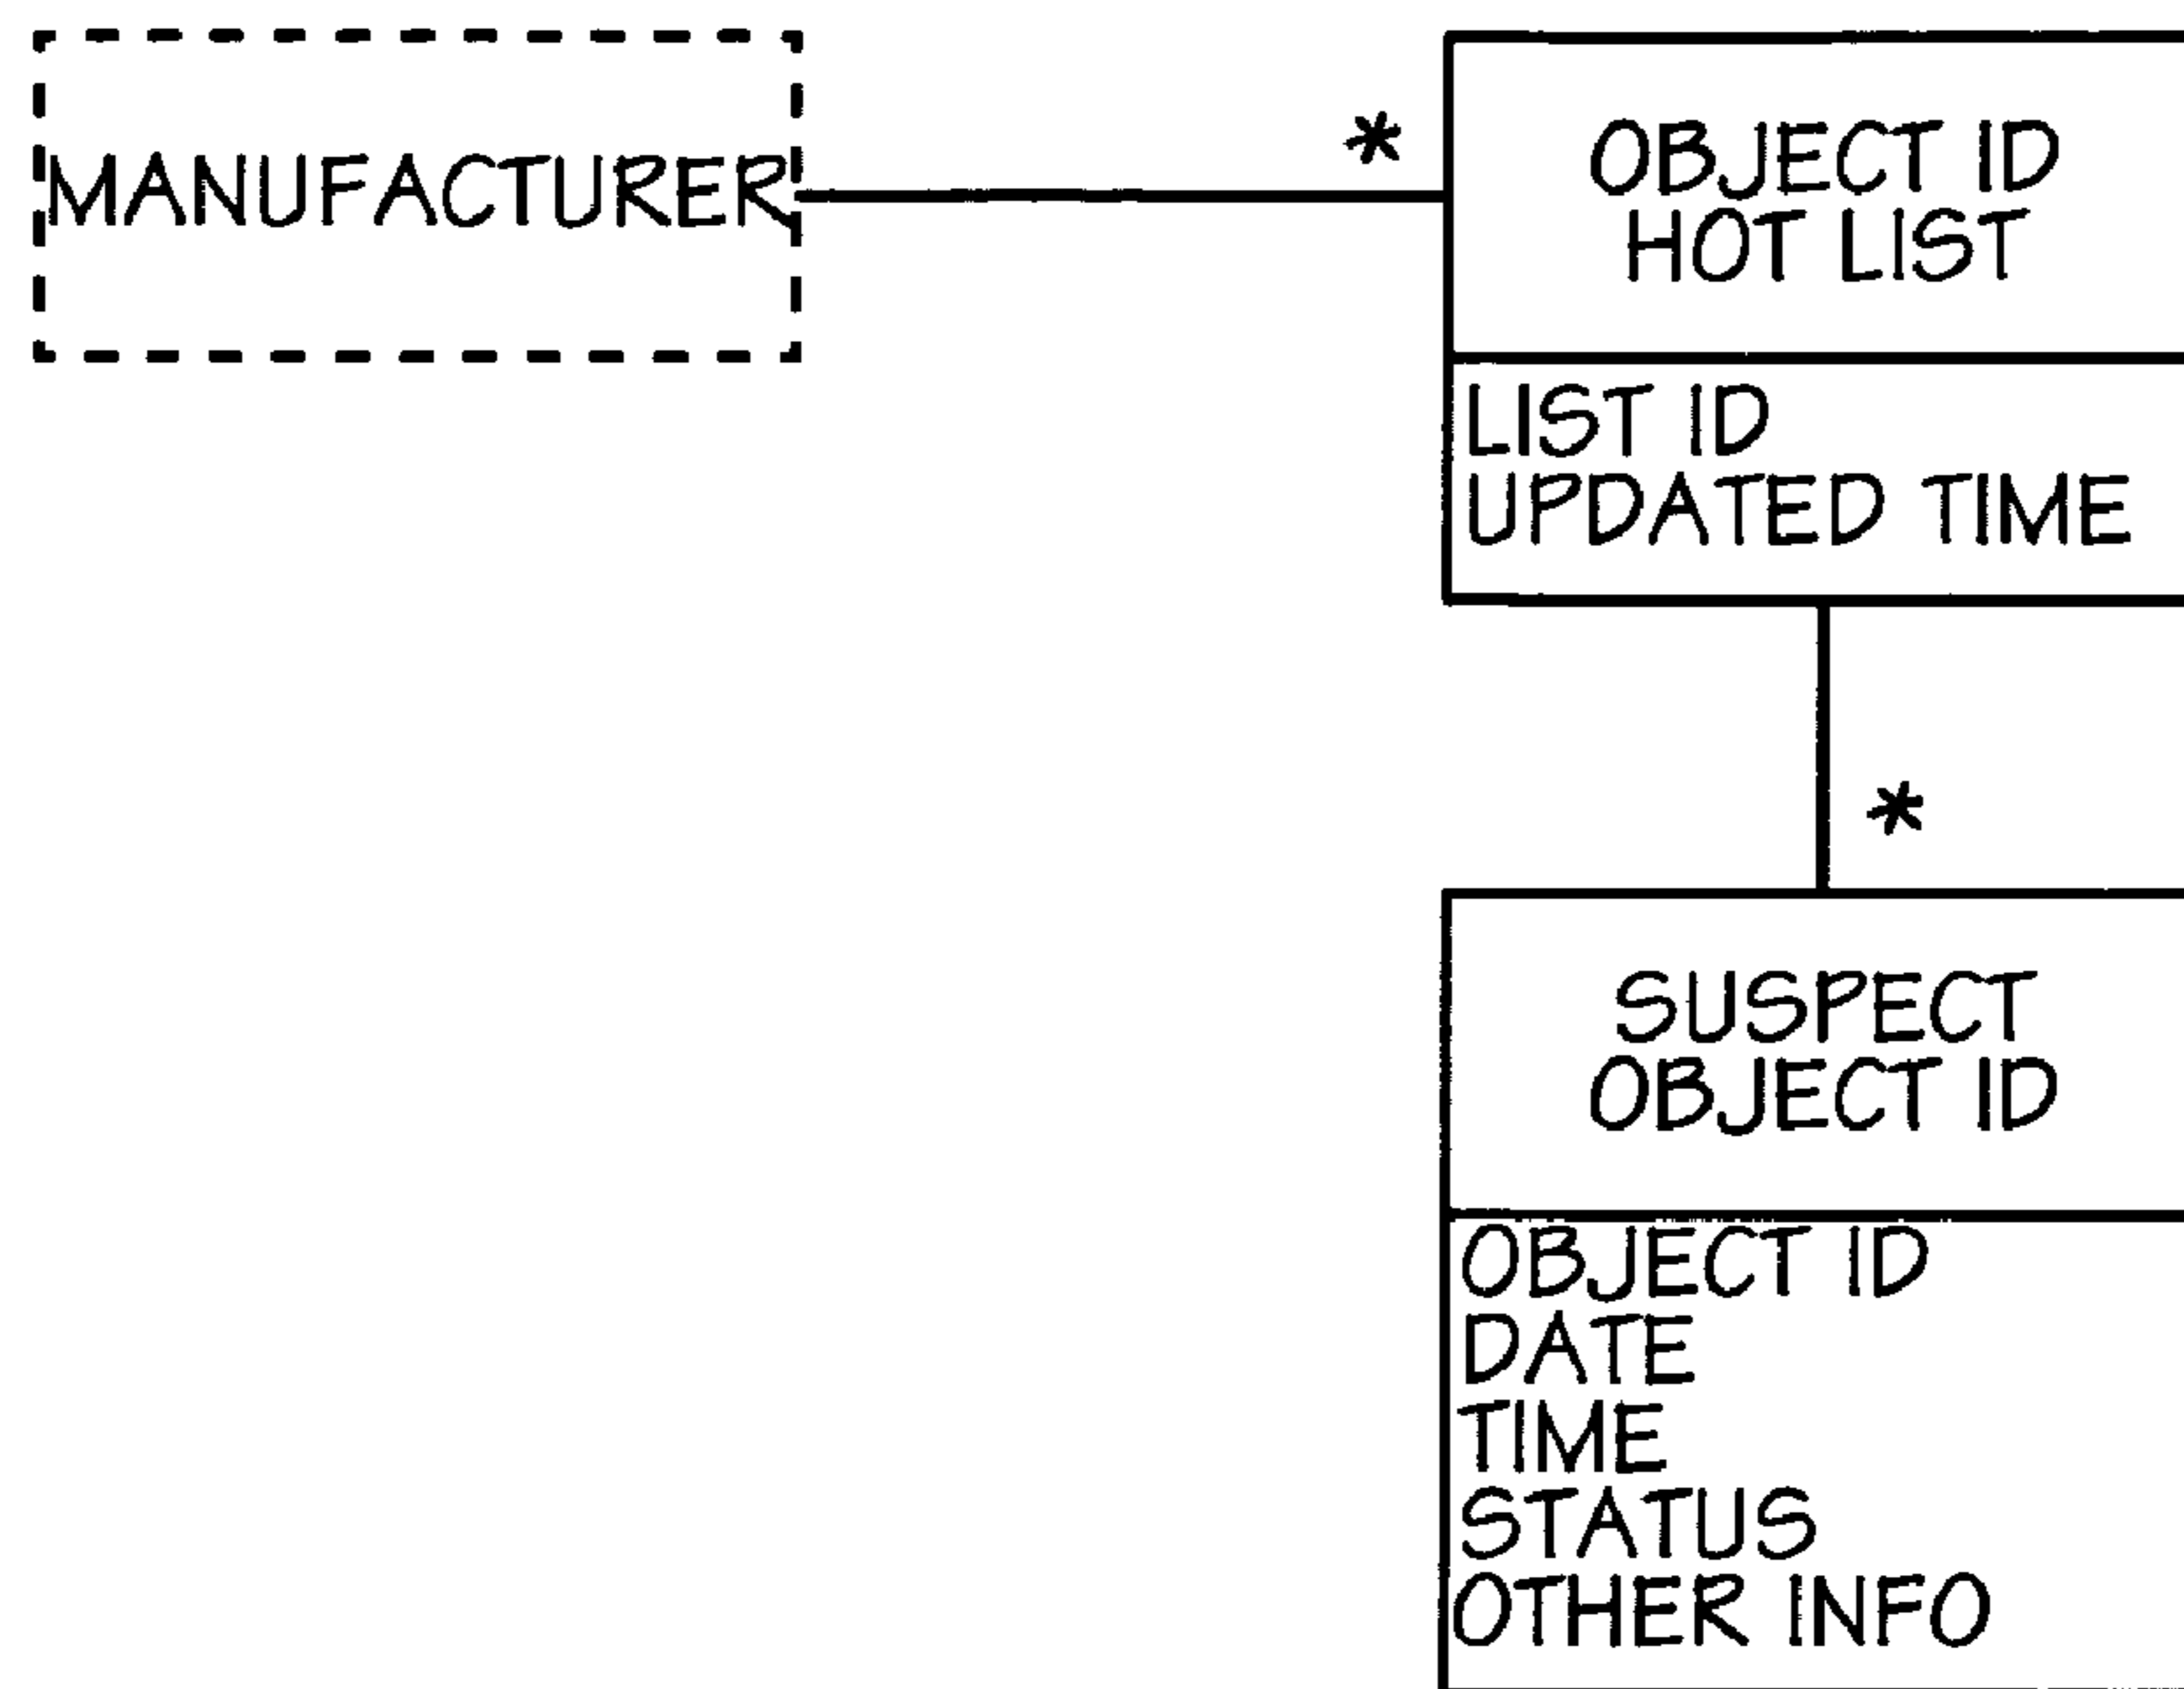 MANUFACTURER
*
OBJECT ID
HOT LIST
LIST ID
UPDATED TIME
*
SUSPECT
OBJECT ID
OBJECT ID
DATE
TIME
STATUS
OTHER INFO